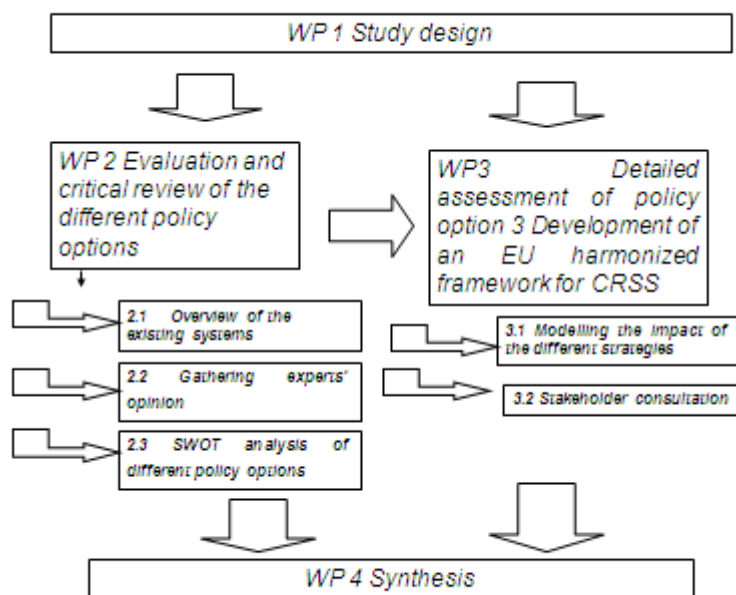 WP 1 Study design
WP 2 Evaluation and
critical review of the
different policy
options
WP3 Detailed
assessment of policy
option 3 Development of
an EU harmonized
framework for CRSS
2.1 Overview of the
existing systems
2.2 Gathering experts'
opinion
2.3 SWOT analysis of
different policy options
3.1 Modelling the impact of
the different strategies
3.2 Stakeholder consultation
WP 4 Synthesis